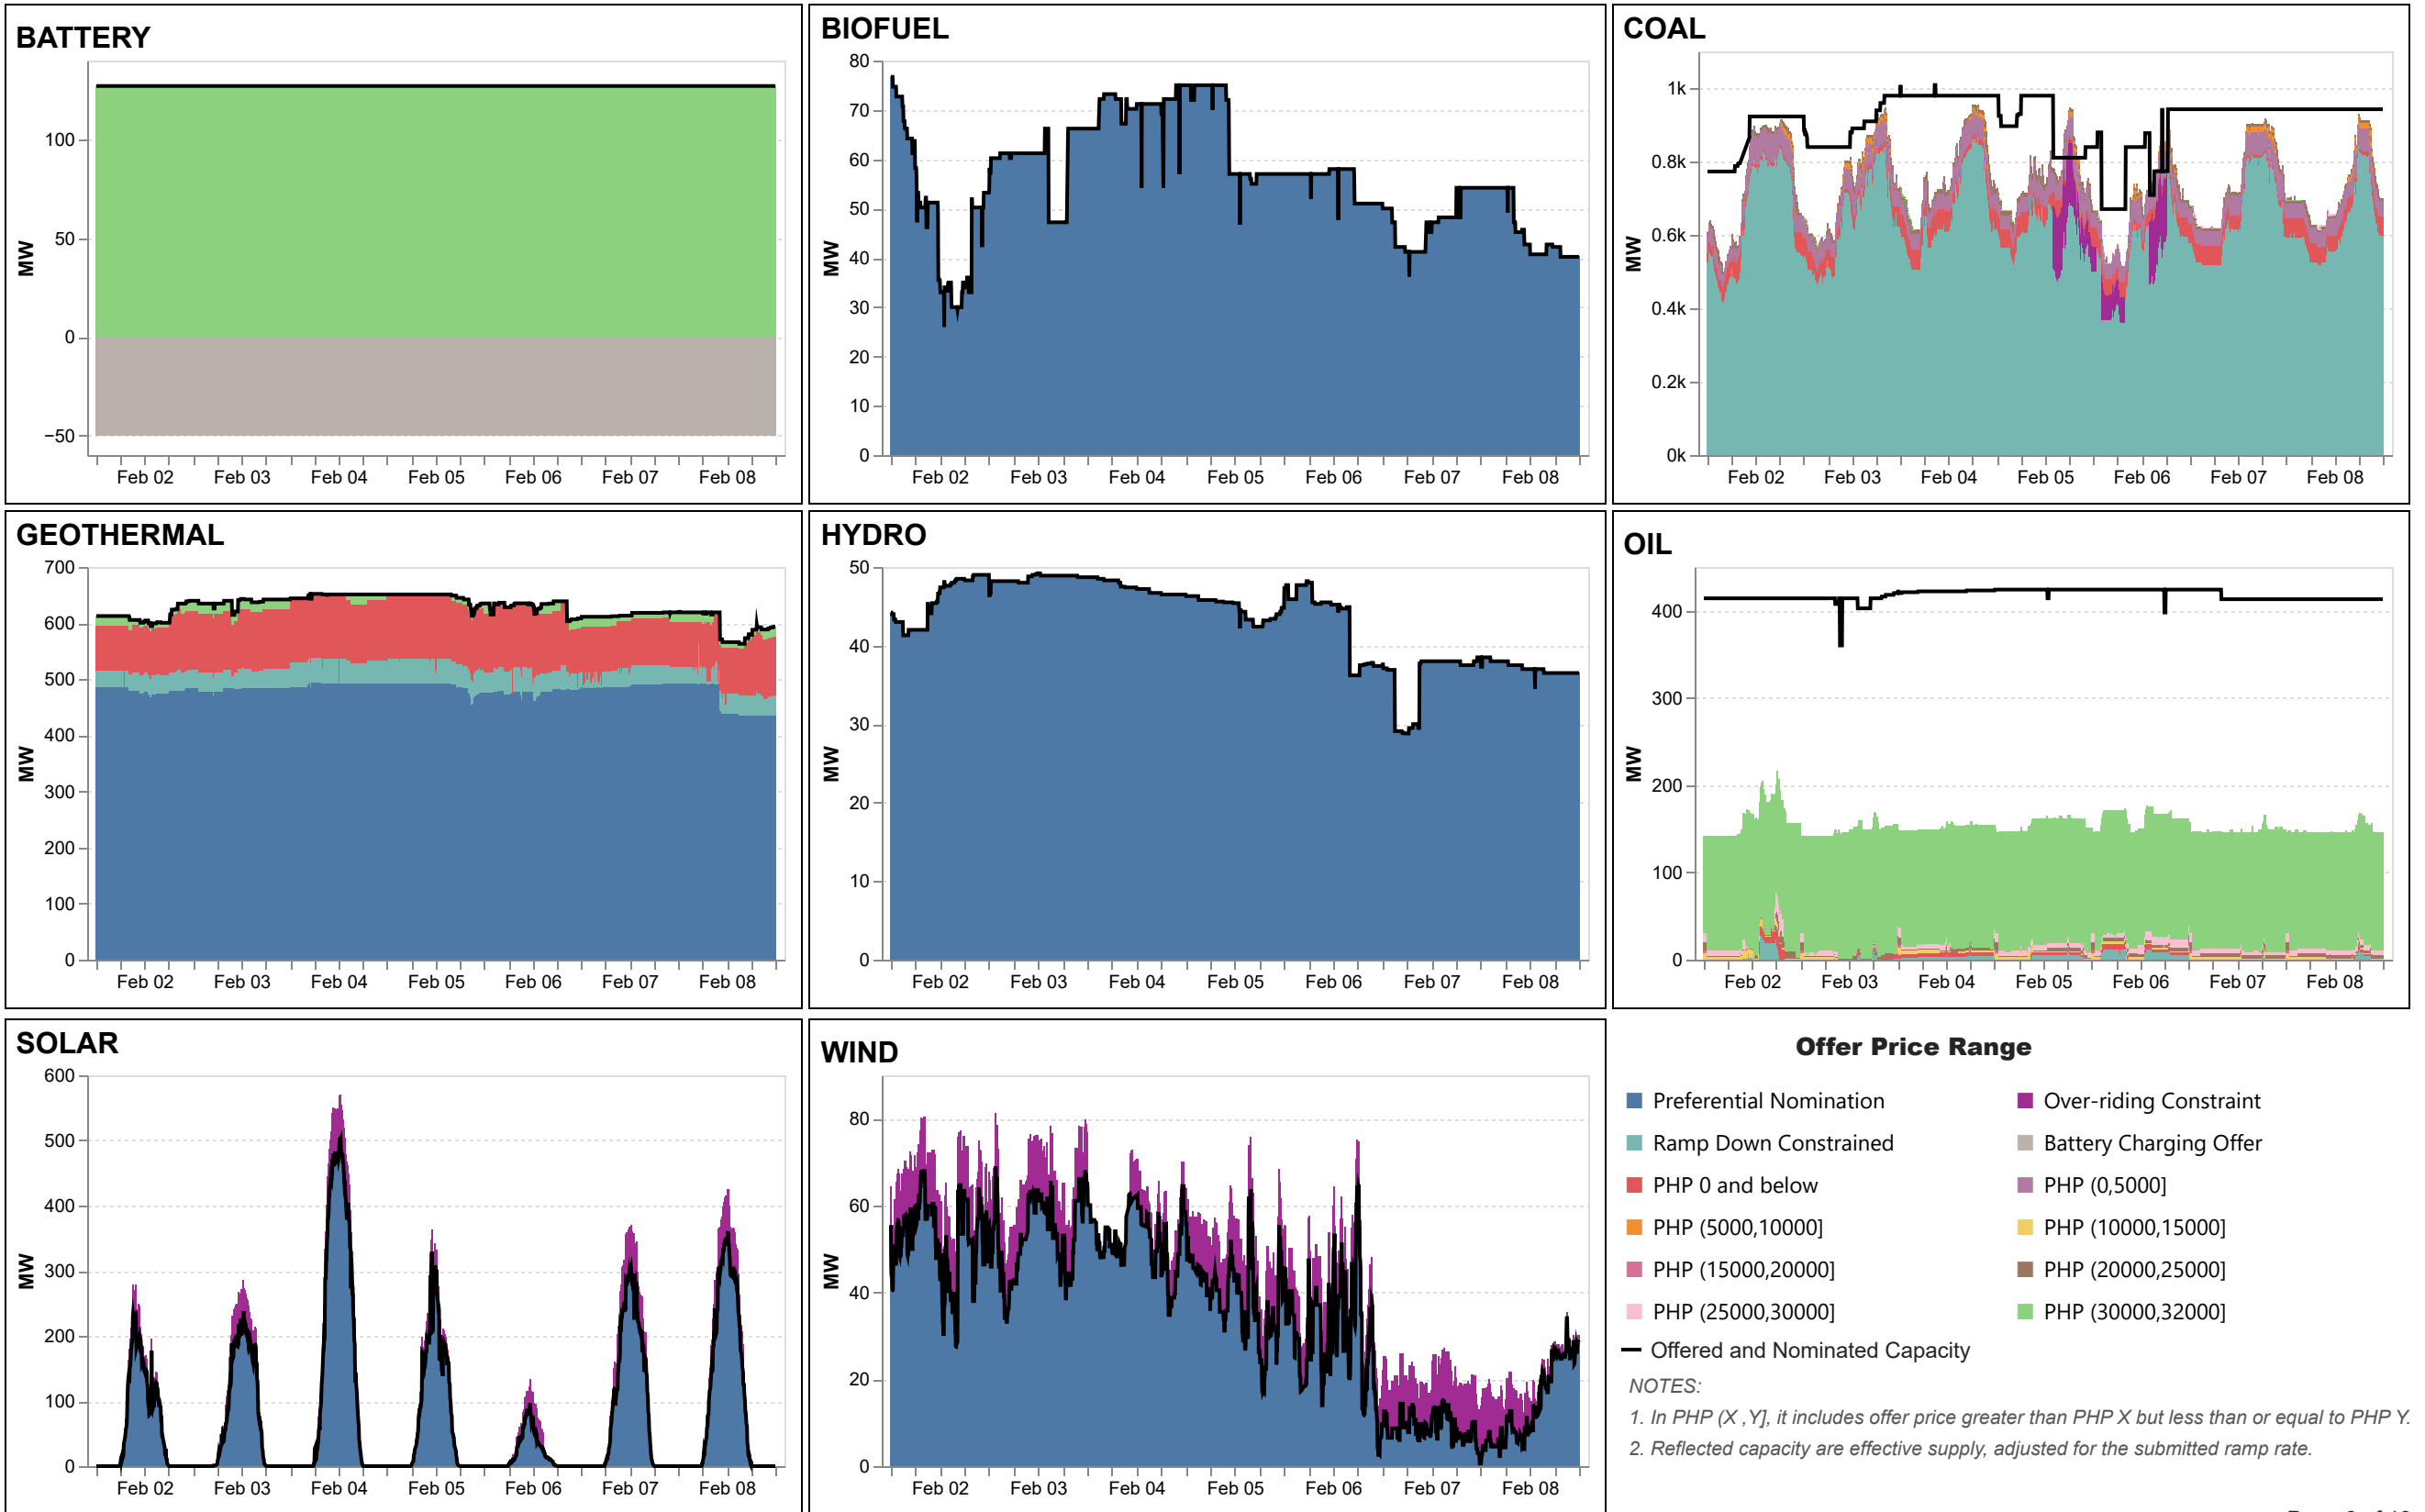 BATTERY
MW
100
50
0
−50
Feb 02 Feb 03 Feb 04 Feb 05 Feb 06 Feb 07 Feb 08
BIOFUEL
MW
80
70
60
50
40
30
20
10
0
Feb 02 Feb 03 Feb 04 Feb 05 Feb 06 Feb 07 Feb 08
COAL
MW
1k
0.8k
0.6k
0.4k
0.2k
0k
Feb 02 Feb 03 Feb 04 Feb 05 Feb 06 Feb 07 Feb 08
GEOTHERMAL
MW
700
600
500
400
300
200
100
0
Feb 02 Feb 03 Feb 04 Feb 05 Feb 06 Feb 07 Feb 08
HYDRO
MW
50
40
30
20
10
0
Feb 02 Feb 03 Feb 04 Feb 05 Feb 06 Feb 07 Feb 08
OIL
MW
400
300
200
100
0
Feb 02 Feb 03 Feb 04 Feb 05 Feb 06 Feb 07 Feb 08
SOLAR
MW
600
500
400
300
200
100
0
Feb 02 Feb 03 Feb 04 Feb 05 Feb 06 Feb 07 Feb 08
WIND
MW
80
60
40
20
0
Feb 02 Feb 03 Feb 04 Feb 05 Feb 06 Feb 07 Feb 08
Offer Price Range
Preferential Nomination Over-riding Constraint
Ramp Down Constrained Battery Charging Offer
PHP 0 and below PHP (0,5000]
PHP (5000,10000] PHP (10000,15000]
PHP (15000,20000] PHP (20000,25000]
PHP (25000,30000] PHP (30000,32000]
Offered and Nominated Capacity
NOTES:
1. In PHP (X ,Y], it includes offer price greater than PHP X but less than or equal to PHP Y.
2. Reflected capacity are effective supply, adjusted for the submitted ramp rate.